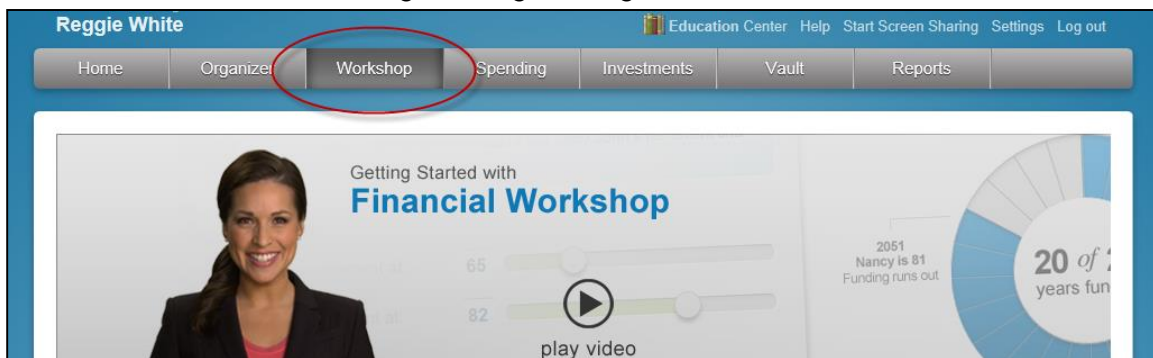 Reggie White
Education Center Help Start Screen Sharing Settings Log out
Home Organizer Workshop Spending Investments Vault Reports
Getting Started with
Financial Workshop
65
82
play video
2051
Nancy is 81
Funding runs out
20 of
years fun